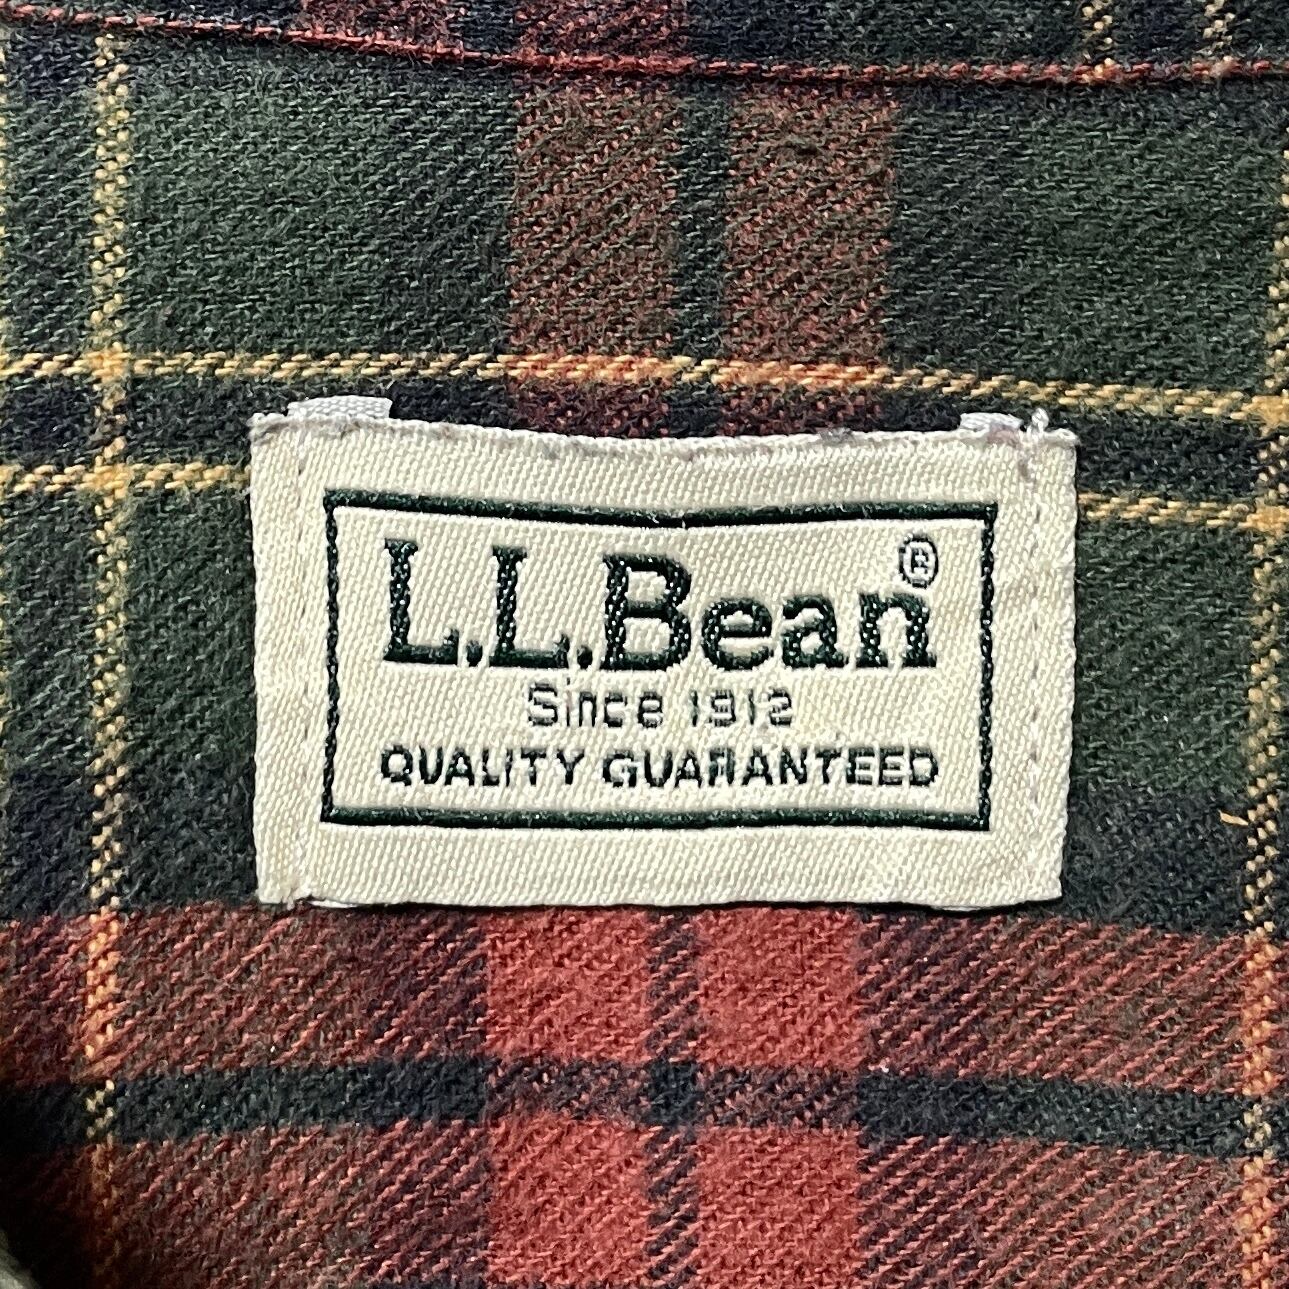 L.L.Bean®
Since 1912
QUALITY GUARANTEED